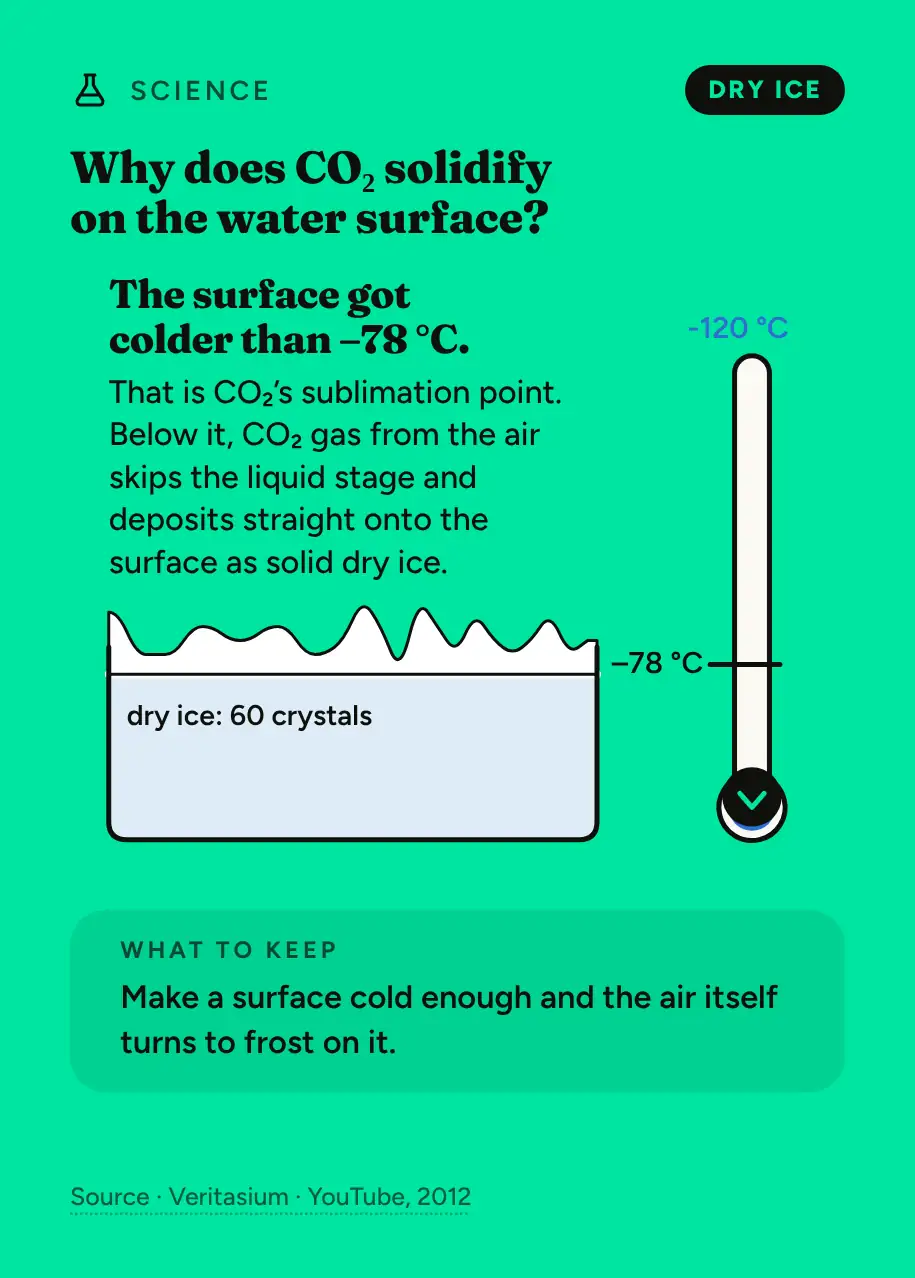 SCIENCE
DRY ICE
Why does CO₂ solidify
on the water surface?
The surface got
colder than –78 °C.
That is CO₂’s sublimation point.
Below it, CO₂ gas from the air
skips the liquid stage and
deposits straight onto the
surface as solid dry ice.
-120 °C
–78 °C
dry ice: 60 crystals
WHAT TO KEEP
Make a surface cold enough and the air itself
turns to frost on it.
Source · Veritasium · YouTube, 2012